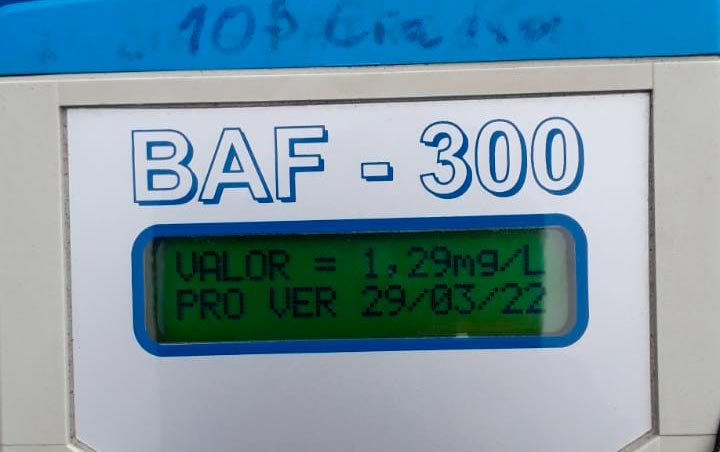 BAF - 300
VALOR = 1,29mg/L
PRO VER 29/03/22